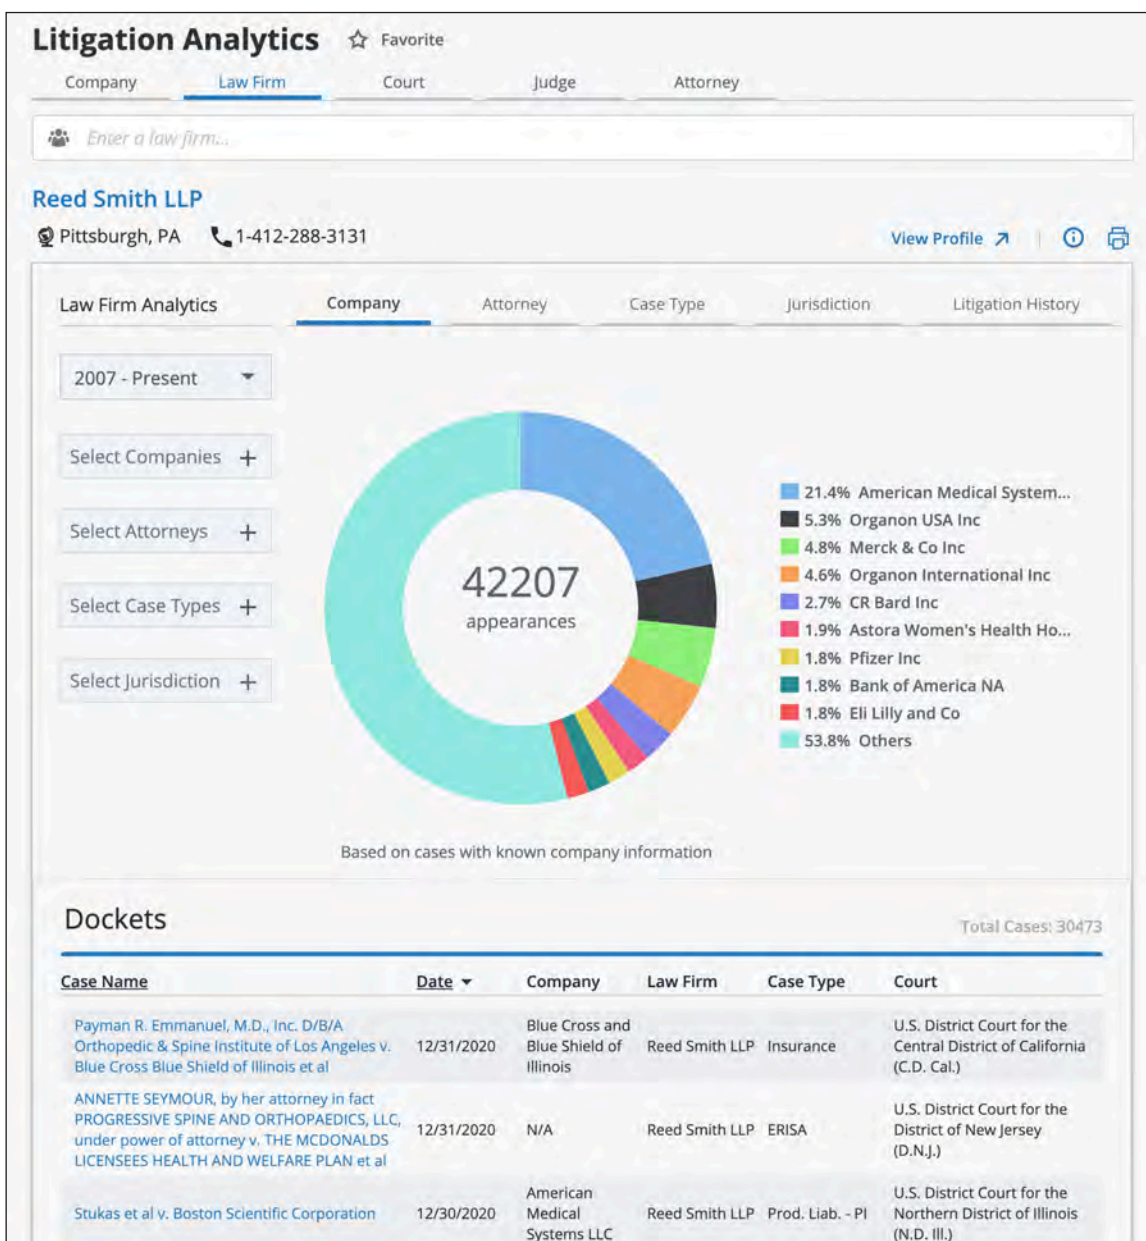 Litigation Analytics
Favorite
Company Law Firm Court Judge Attorney
Enter a law firm...
Reed Smith LLP
Pittsburgh, PA 1-412-288-3131
View Profile
Law Firm Analytics
Company Attorney Case Type Jurisdiction Litigation History
2007 - Present
Select Companies +
Select Attorneys +
Select Case Types +
Select Jurisdiction +
42207
appearances
21.4% American Medical System...
5.3% Organon USA Inc
4.8% Merck & Co Inc
4.6% Organon International Inc
2.7% CR Bard Inc
1.9% Astora Women's Health Ho...
1.8% Pfizer Inc
1.8% Bank of America NA
1.8% Eli Lilly and Co
53.8% Others
Based on cases with known company information
Dockets
Total Cases: 30473
Case Name Date Company Law Firm Case Type Court
Payman R. Emmanuel, M.D., Inc. D/B/A
Orthopedic & Spine Institute of Los Angeles v.
Blue Cross Blue Shield of Illinois et al
12/31/2020
Blue Cross and
Blue Shield of
Illinois
Reed Smith LLP
Insurance
U.S. District Court for the
Central District of California
(C.D. Cal.)
ANNETTE SEYMOUR, by her attorney in fact
PROGRESSIVE SPINE AND ORTHOPAEDICS, LLC,
under power of attorney v. THE MCDONALDS
LICENSEES HEALTH AND WELFARE PLAN et al
12/31/2020
N/A
Reed Smith LLP
ERISA
U.S. District Court for the
District of New Jersey
(D.N.J.)
Stukas et al v. Boston Scientific Corporation
12/30/2020
American
Medical
Systems LLC
Reed Smith LLP
Prod. Liab. - PI
U.S. District Court for the
Northern District of Illinois
(N.D. Ill.)